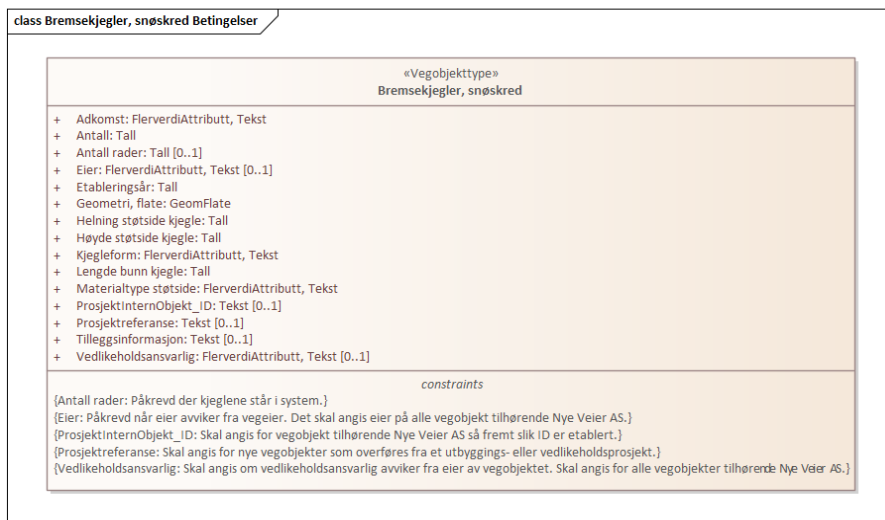 class Bremsekjegler, snøskred Betingelser
«Vegobjekttype»
Bremsekjegler, snøskred
+ Adkomst: FlerverdiAttributt, Tekst
+ Antall: Tall
+ Antall rader: Tall [0..1]
+ Eier: FlerverdiAttributt, Tekst [0..1]
+ Etableringsår: Tall
+ Geometri, flate: GeomFlate
+ Helning støtside kjegle: Tall
+ Høyde støtside kjegle: Tall
+ Kjegleform: FlerverdiAttributt, Tekst
+ Lengde bunn kjegle: Tall
+ Materialtype støtside: FlerverdiAttributt, Tekst
+ ProsjektInternObjekt_ID: Tekst [0..1]
+ Prosjektreferanse: Tekst [0..1]
+ Tilleggsinformasjon: Tekst [0..1]
+ Vedlikeholdsansvarlig: FlerverdiAttributt, Tekst [0..1]
constraints
{Antall rader: Påkrevd der kjeglene står i system.}
{Eier: Påkrevd når eier avviker fra vegeier. Det skal angis eier på alle vegobjekt tilhørende Nye Veier AS.}
{ProsjektInternObjekt_ID: Skal angis for vegobjekt tilhørende Nye Veier AS så fremt slik ID er etablert.}
{Prosjektreferanse: Skal angis for nye vegobjekter som overføres fra et utbyggings- eller vedlikeholdsprosjekt.}
{Vedlikeholdsansvarlig: Skal angis om vedlikeholdsansvarlig avviker fra eier av vegobjektet. Skal angis for alle vegobjekter tilhørende Nye Veier AS.}